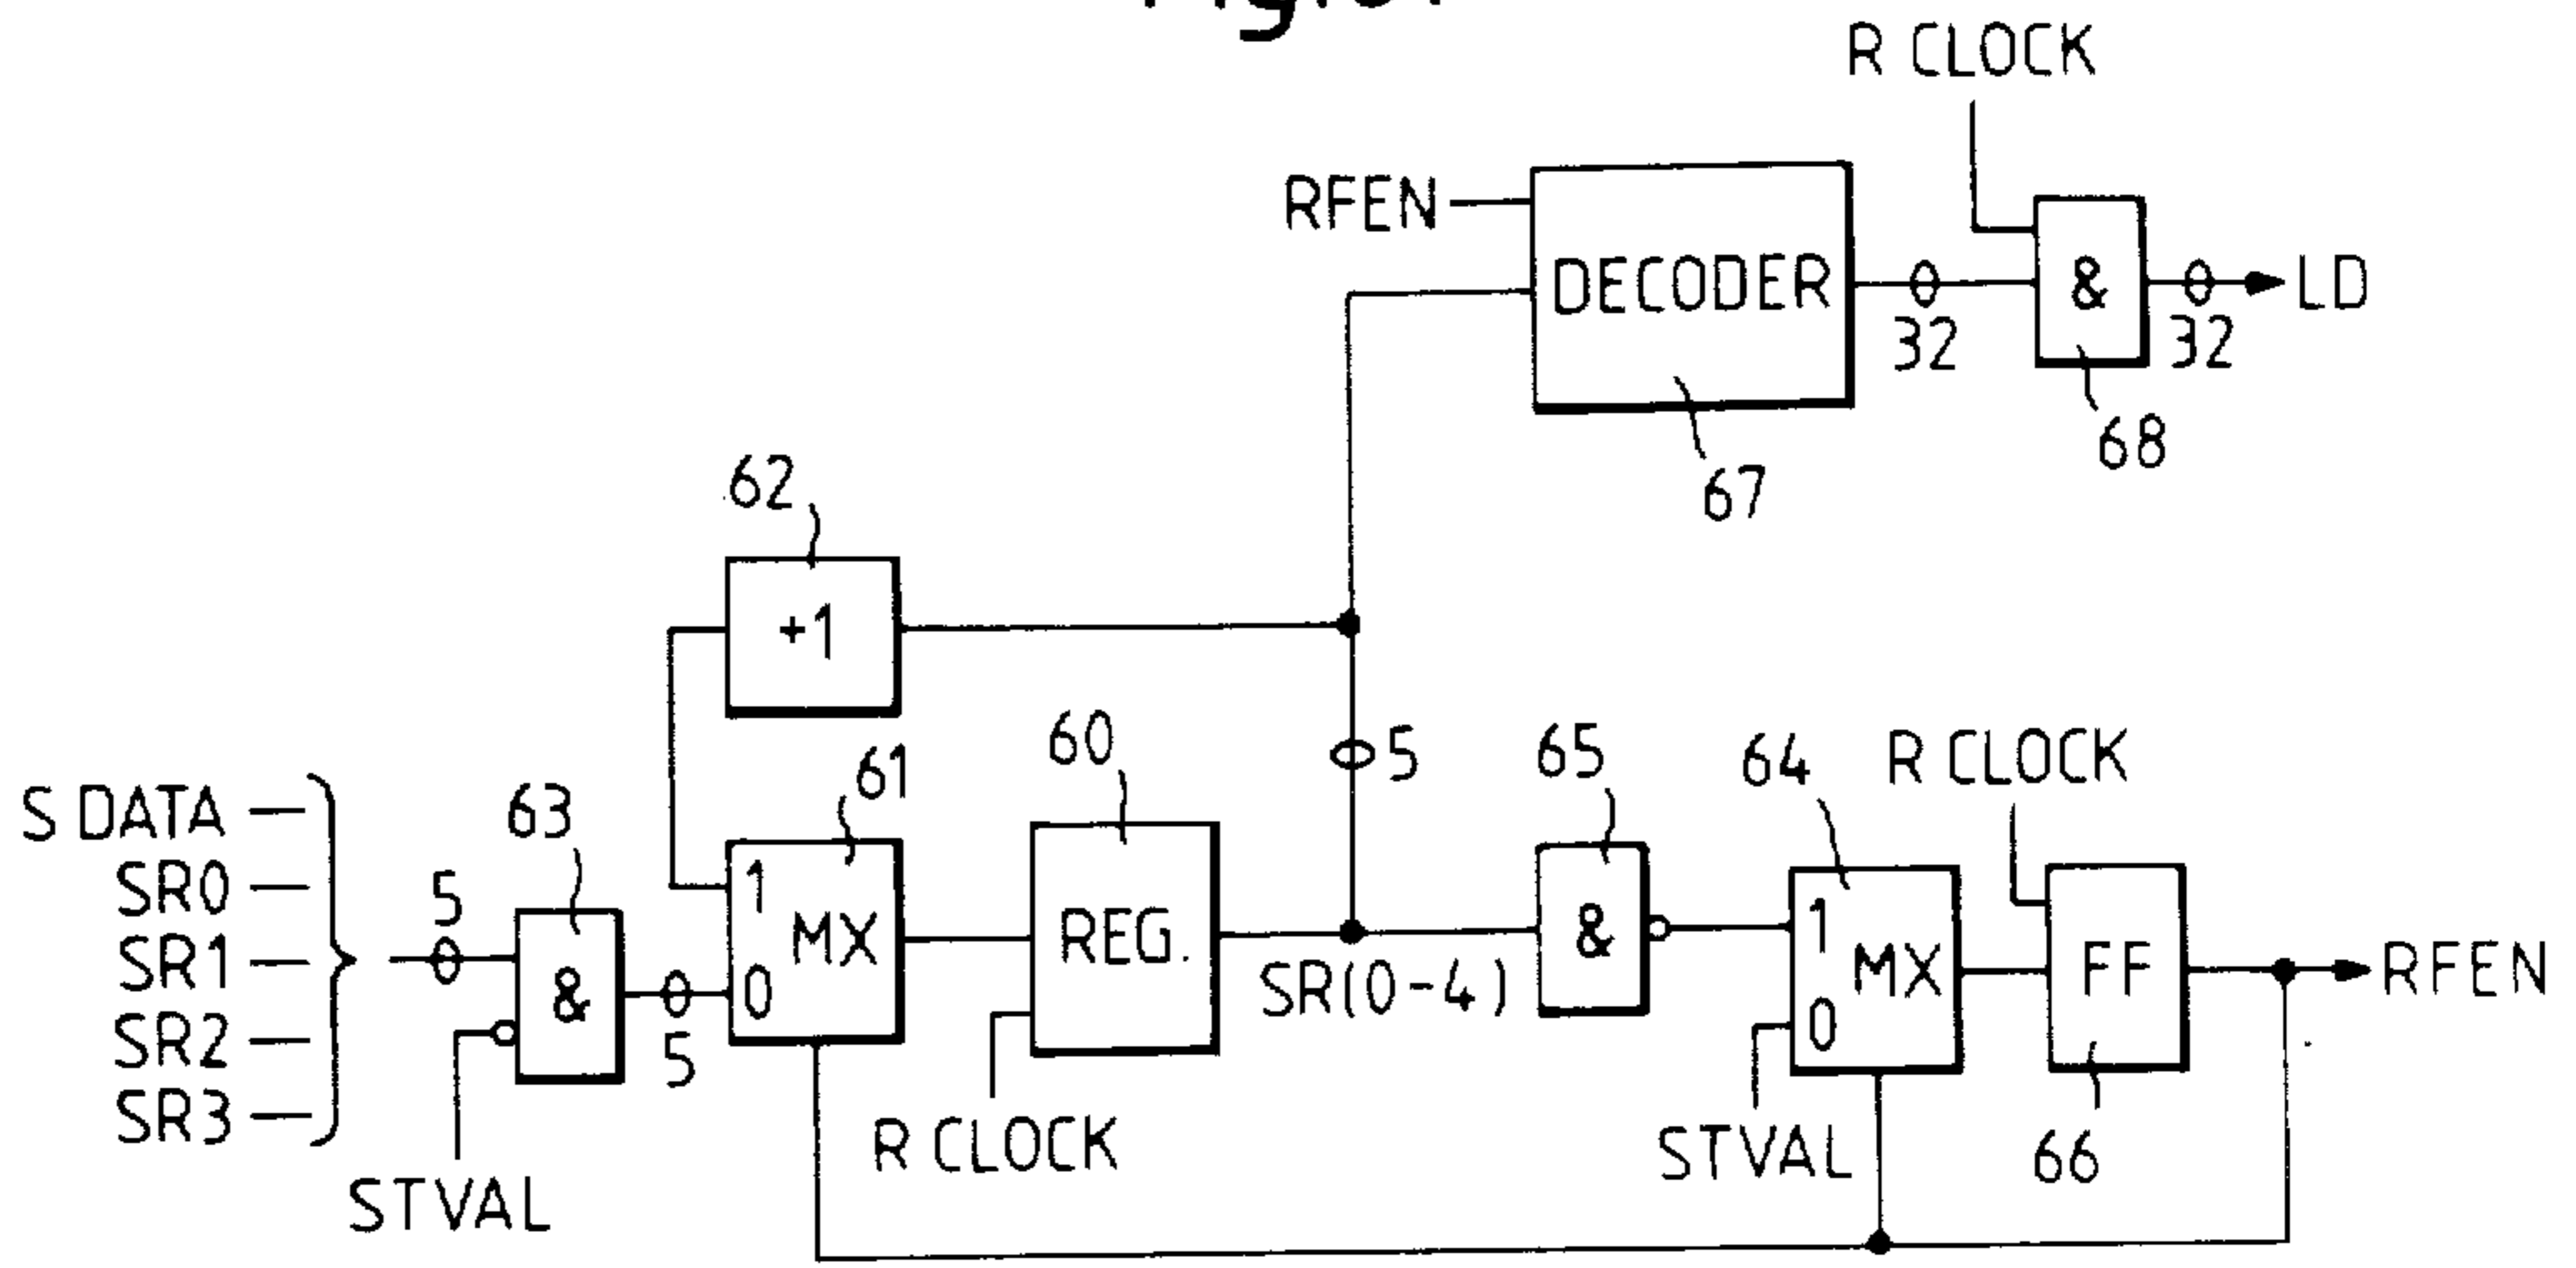 R CLOCK
RFEN
DECODER
32
&
32
LD
68
67
62
+1
5
60
61
65
64
R CLOCK
63
S DATA
SR0
SR1
SR2
SR3
5
&
5
1
MX
0
REG.
SR(0-4)
&
1
MX
0
FF
RFEN
R CLOCK
STVAL
66
STVAL